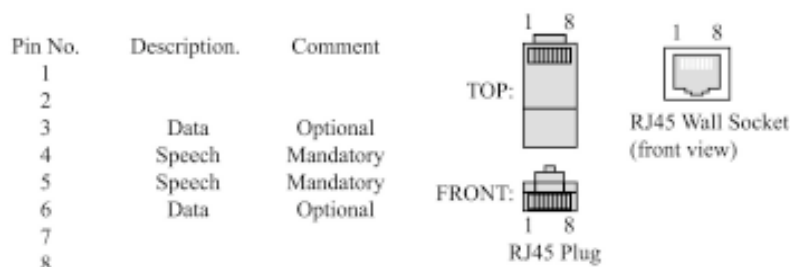 Pin No. Description. Comment
1
2
3 Data Optional
4 Speech Mandatory
5 Speech Mandatory
6 Data Optional
7
8
1 8
TOP:
FRONT:
1 8
RJ45 Plug
1 8
RJ45 Wall Socket
(front view)